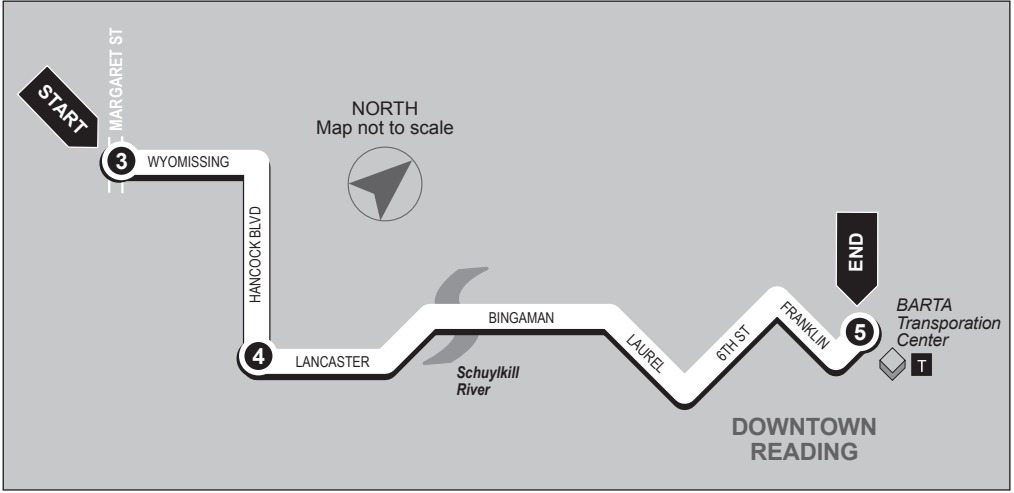 START
MARGARET ST
3
WYOMISSING
HANCOCK BLVD
NORTH
Map not to scale
4
LANCASTER
BINGAMAN
Schuylkill
River
LAUREL
6TH ST
FRANKLIN
END
5
BARTA
Transporation
Center
T
DOWNTOWN
READING